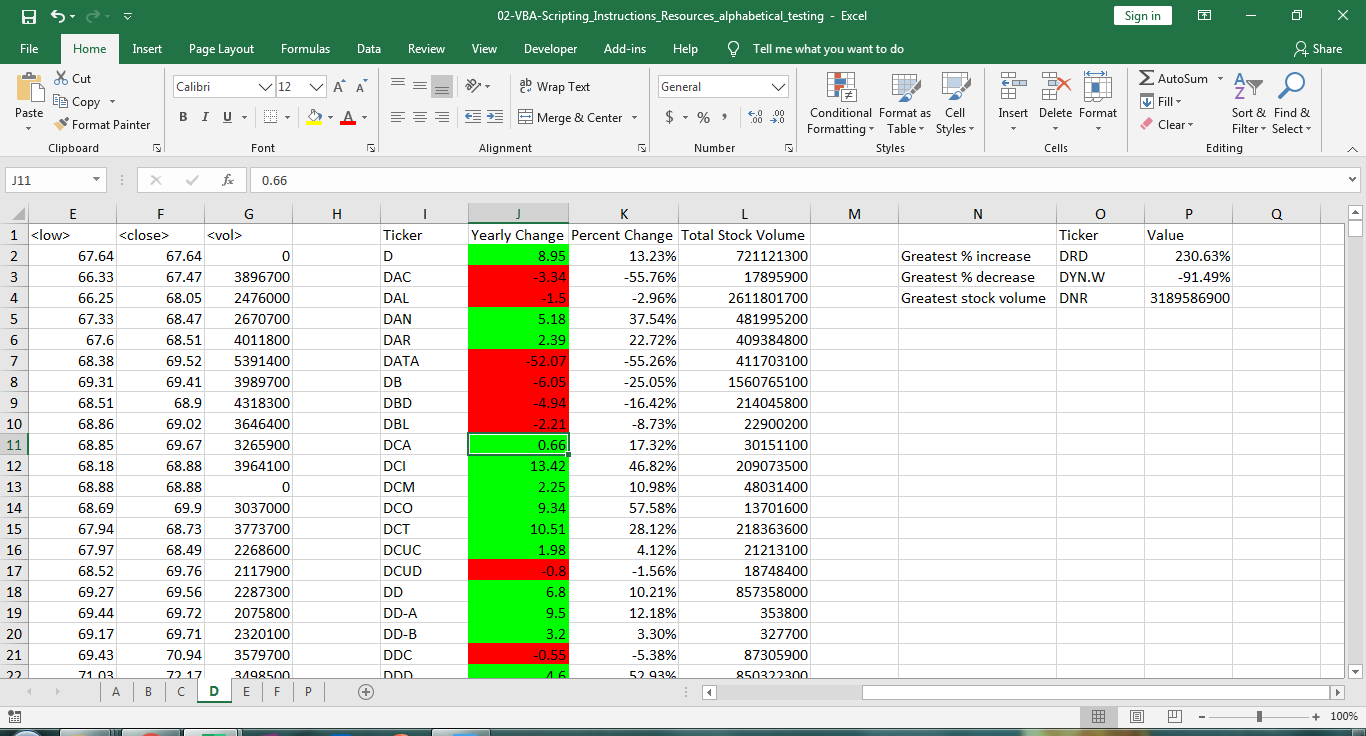 02-VBA-Scripting_Instructions_Resources_alphabetical_testing - Excel
Sign in
File Home Insert Page Layout Formulas Data Review View Developer Add-ins Help Tell me what you want to do Share
Paste
Cut
Copy
Format Painter
Clipboard
Calibri 12
B I U
Font
Wrap Text
Merge & Center
Alignment
General
$ % ,
Number
Conditional Formatting
Format as Table
Cell Styles
Styles
Insert Delete Format
Cells
AutoSum
Fill
Clear
Sort & Filter
Find & Select
Editing
J11 fx 0.66
E F G H I J K L M N O P Q
1 <low> <close> <vol> Ticker Yearly Change Percent Change Total Stock Volume Ticker Value
2 67.64 67.64 0 D 8.95 13.23% 721121300 Greatest % increase DRD 230.63%
3 66.33 67.47 3896700 DAC -3.34 -55.76% 17895900 Greatest % decrease DYN.W -91.49%
4 66.25 68.05 2476000 DAL -1.5 -2.96% 2611801700 Greatest stock volume DNR 3189586900
5 67.33 68.47 2670700 DAN 5.18 37.54% 481995200
6 67.6 68.51 4011800 DAR 2.39 22.72% 409384800
7 68.38 69.52 5391400 DATA -52.07 -55.26% 411703100
8 69.31 69.41 3989700 DB -6.05 -25.05% 1560765100
9 68.51 68.9 4318300 DBD -4.94 -16.42% 214045800
10 68.86 69.02 3646400 DBL -2.21 -8.73% 22900200
11 68.85 69.67 3265900 DCA 0.66 17.32% 30151100
12 68.18 68.88 3964100 DCI 13.42 46.82% 209073500
13 68.88 68.88 0 DCM 2.25 10.98% 48031400
14 68.69 69.9 3037000 DCO 9.34 57.58% 13701600
15 67.94 68.73 3773700 DCT 10.51 28.12% 218363600
16 67.97 68.49 2268600 DCUC 1.98 4.12% 21213100
17 68.52 69.76 2117900 DCUD -0.8 -1.56% 18748400
18 69.27 69.56 2287300 DD 6.8 10.21% 857358000
19 69.44 69.72 2075800 DD-A 9.5 12.18% 353800
20 69.17 69.71 2320100 DD-B 3.2 3.30% 327700
21 69.43 70.94 3579700 DDC -0.55 -5.38% 87305900
22 71.03 72.17 3498500 DDD 4.6 52.93% 850322300
A B C D E F P
100%